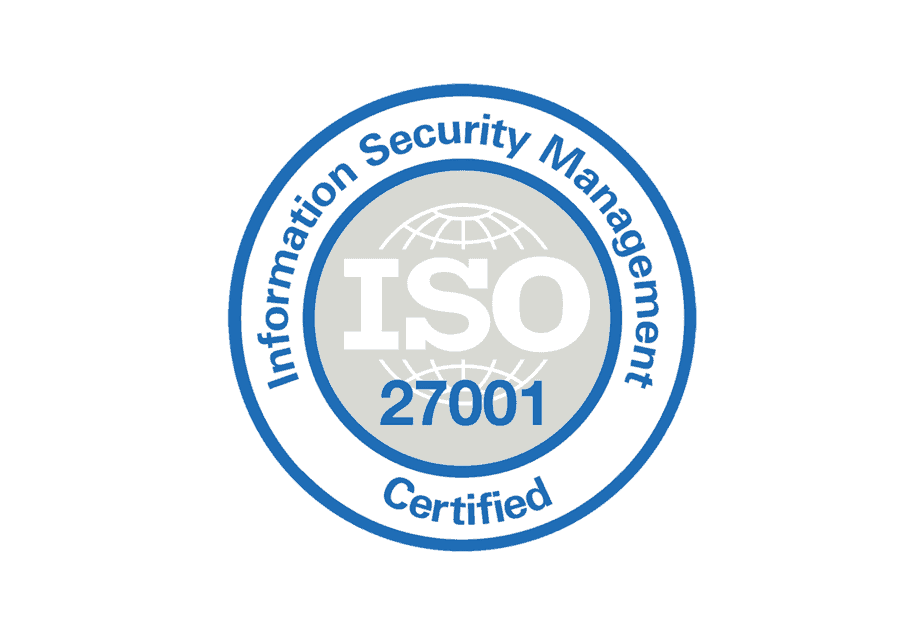 Information Security Management
ISO
27001
Certified